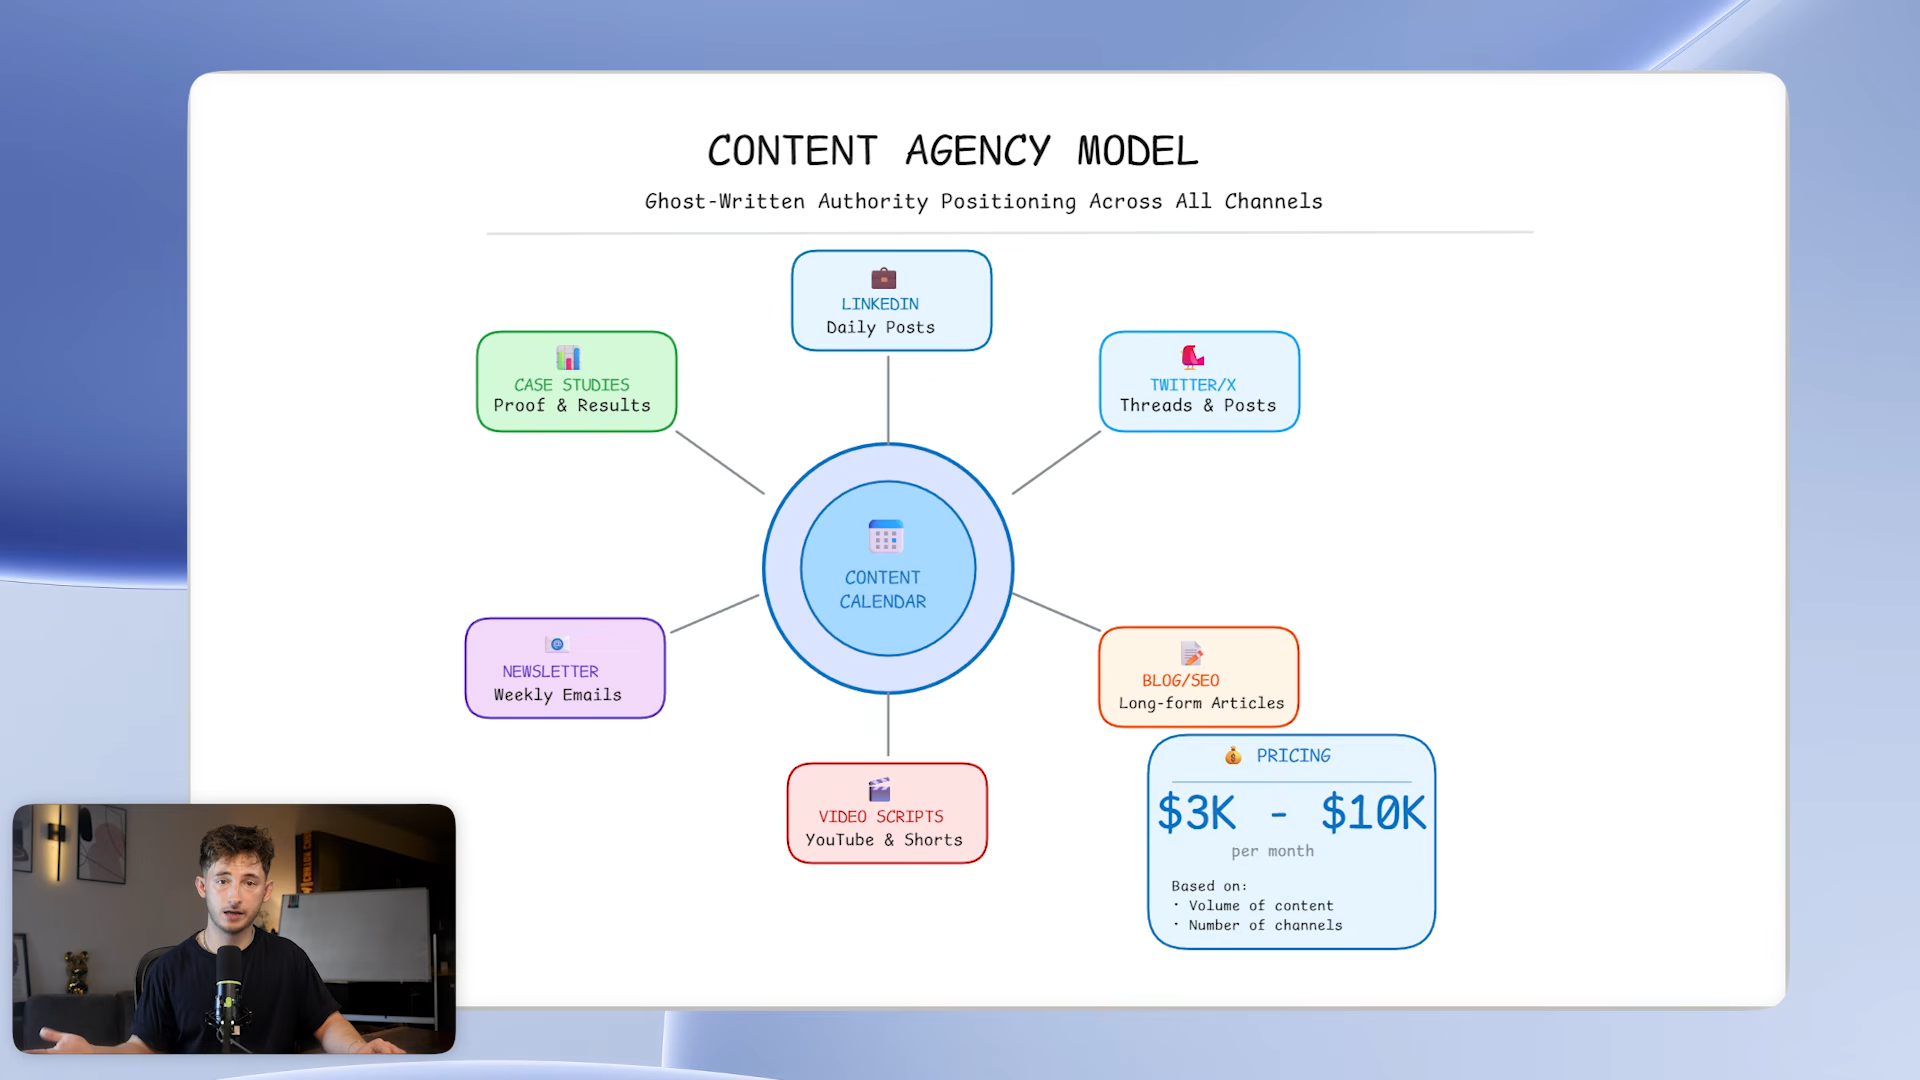 CONTENT AGENCY MODEL
Ghost-Written Authority Positioning Across All Channels
LINKEDIN
Daily Posts
CASE STUDIES
Proof & Results
TWITTER/X
Threads & Posts
CONTENT
CALENDAR
NEWSLETTER
Weekly Emails
BLOG/SEO
Long-form Articles
VIDEO SCRIPTS
YouTube & Shorts
PRICING
$3K - $10K
per month
Based on:
· Volume of content
· Number of channels